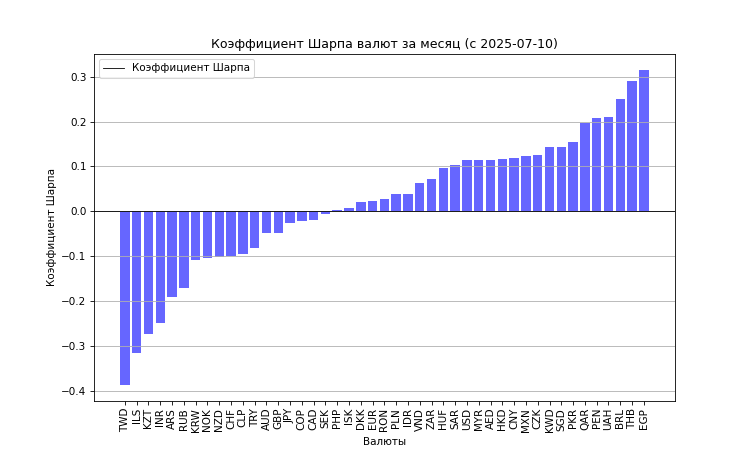 Коэффициент Шарпа валют за месяц (с 2025-07-10)
Коэффициент Шарпа
0.3
0.2
0.1
0.0
−0.1
−0.2
−0.3
−0.4
Коэффициент Шарпа
TWD ILS KZT INR ARS RUB KRW NOK NZD CHF CLP TRY AUD GBP JPY COP CAD SEK PHP ISK DKK EUR RON PLN IDR VND ZAR HUF SAR USD MYR AED HKD CNY MXN CZK KWD SGD PKR QAR PEN UAH BRL THB EGP
Валюты